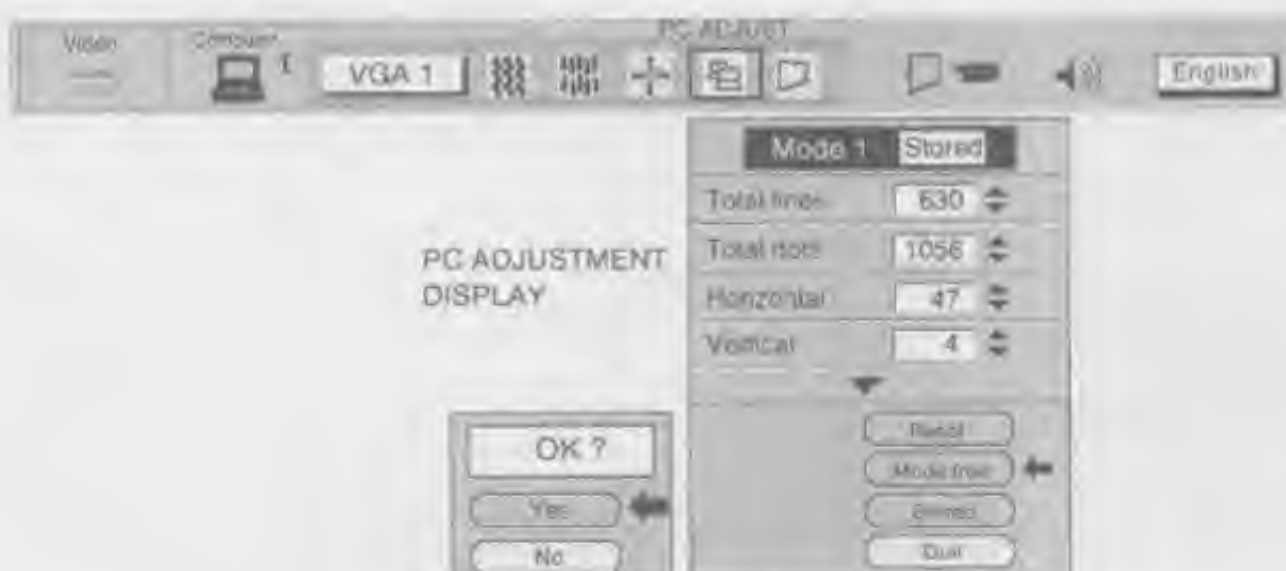 PC ADJUST
Video
Computer
VGA 1
English
Mode 1 Stored
Total lines 630
Total dots 1056
Horizontal 47
Vertical 4
PC ADJUSTMENT
DISPLAY
Reset
Mode free
Stored
Quit
OK ?
Yes
No